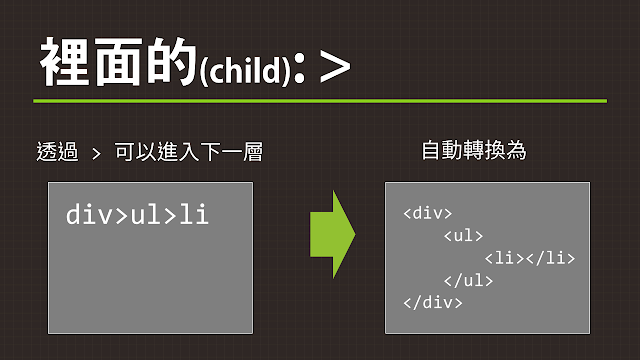 裡面的(child): >
透過 > 可以進入下一層
div>ul>li
自動轉換為
<div>
    <ul>
        <li></li>
    </ul>
</div>